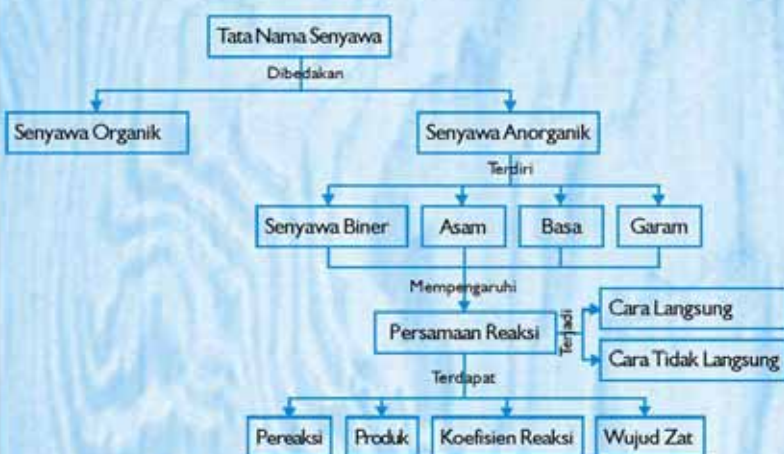 Tata Nama Senyawa
Dibedakan
Senyawa Organik
Senyawa Anorganik
Terdiri
Senyawa Biner
Asam
Basa
Garam
Mempengaruhi
Persamaan Reaksi
Terjadi
Cara Langsung
Cara Tidak Langsung
Terdapat
Pereaksi
Produk
Koefisien Reaksi
Wujud Zat